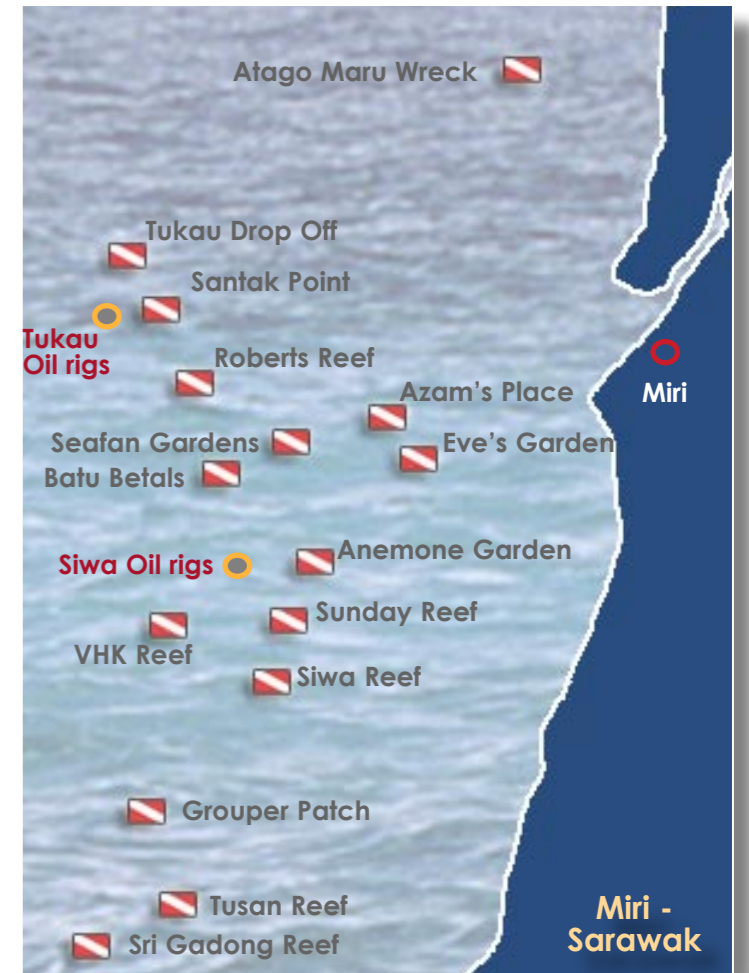 Atago Maru Wreck
Tukau Drop Off
Santak Point
Tukau
Oil rigs
Roberts Reef
Azam's Place
Miri
Seafan Gardens
Eve's Garden
Batu Betals
Anemone Garden
Siwa Oil rigs
Sunday Reef
VHK Reef
Siwa Reef
Grouper Patch
Tusan Reef
Miri -
Sarawak
Sri Gadong Reef